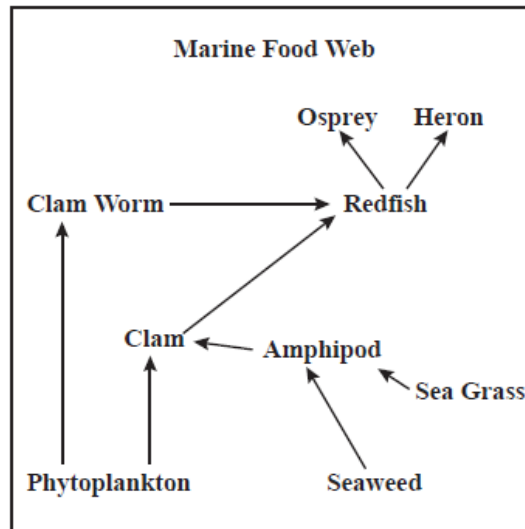 Marine Food Web
Osprey Heron
Clam Worm Redfish
Clam
Amphipod
Sea Grass
Phytoplankton Seaweed